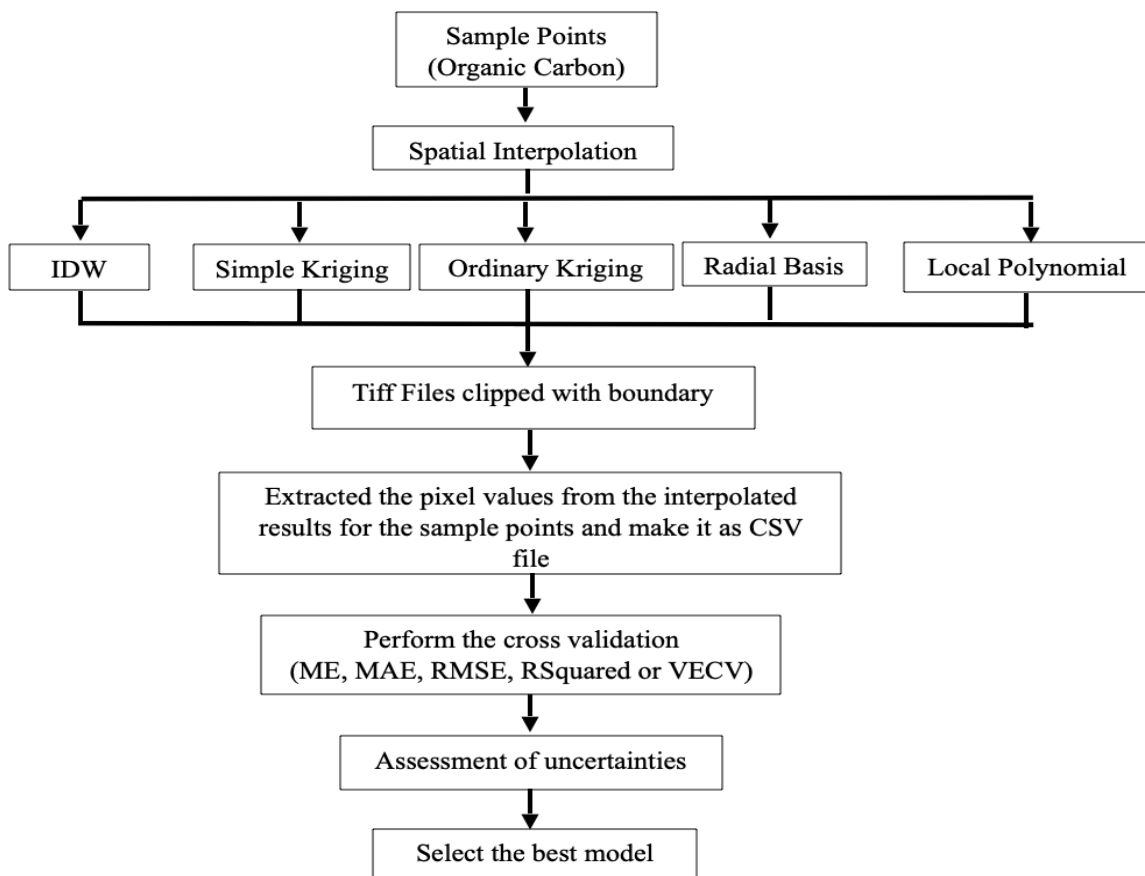 Sample Points
(Organic Carbon)
Spatial Interpolation
IDW
Simple Kriging
Ordinary Kriging
Radial Basis
Local Polynomial
Tiff Files clipped with boundary
Extracted the pixel values from the interpolated
results for the sample points and make it as CSV
file
Perform the cross validation
(ME, MAE, RMSE, RSquared or VECV)
Assessment of uncertainties
Select the best model